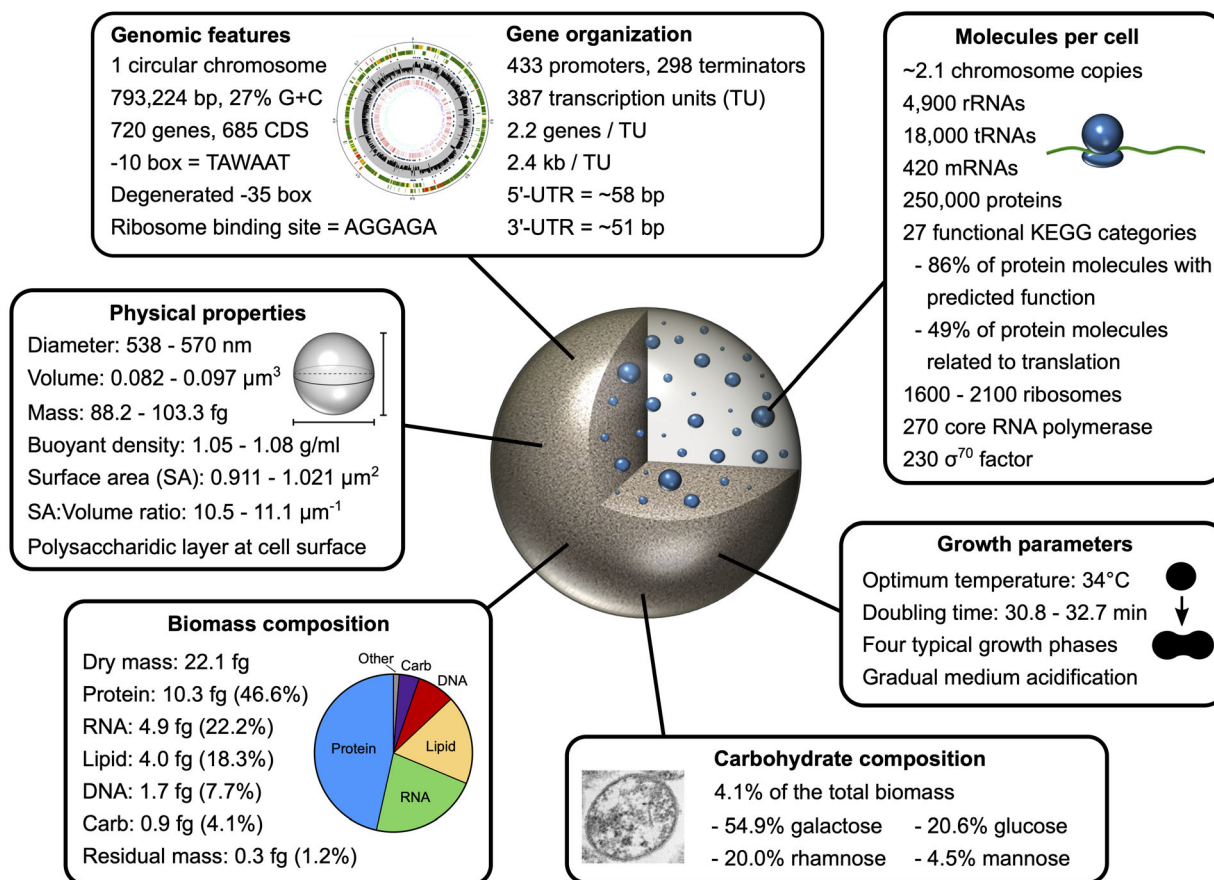 Genomic features
1 circular chromosome
793,224 bp, 27% G+C
720 genes, 685 CDS
-10 box = TAWAAT
Degenerated -35 box
Ribosome binding site = AGGAGA
Gene organization
433 promoters, 298 terminators
387 transcription units (TU)
2.2 genes / TU
2.4 kb / TU
5'-UTR = ~58 bp
3'-UTR = ~51 bp
Molecules per cell
~2.1 chromosome copies
4,900 rRNAs
18,000 tRNAs
420 mRNAs
250,000 proteins
27 functional KEGG categories
- 86% of protein molecules with
predicted function
- 49% of protein molecules
related to translation
1600 - 2100 ribosomes
270 core RNA polymerase
230 σ⁷⁰ factor
Physical properties
Diameter: 538 - 570 nm
Volume: 0.082 - 0.097 µm³
Mass: 88.2 - 103.3 fg
Buoyant density: 1.05 - 1.08 g/ml
Surface area (SA): 0.911 - 1.021 µm²
SA:Volume ratio: 10.5 - 11.1 µm⁻¹
Polysaccharidic layer at cell surface
Growth parameters
Optimum temperature: 34°C
Doubling time: 30.8 - 32.7 min
Four typical growth phases
Gradual medium acidification
Biomass composition
Dry mass: 22.1 fg
Protein: 10.3 fg (46.6%)
RNA: 4.9 fg (22.2%)
Lipid: 4.0 fg (18.3%)
DNA: 1.7 fg (7.7%)
Carb: 0.9 fg (4.1%)
Residual mass: 0.3 fg (1.2%)
Other
Carb
DNA
Lipid
Protein
RNA
Carbohydrate composition
4.1% of the total biomass
- 54.9% galactose - 20.6% glucose
- 20.0% rhamnose - 4.5% mannose